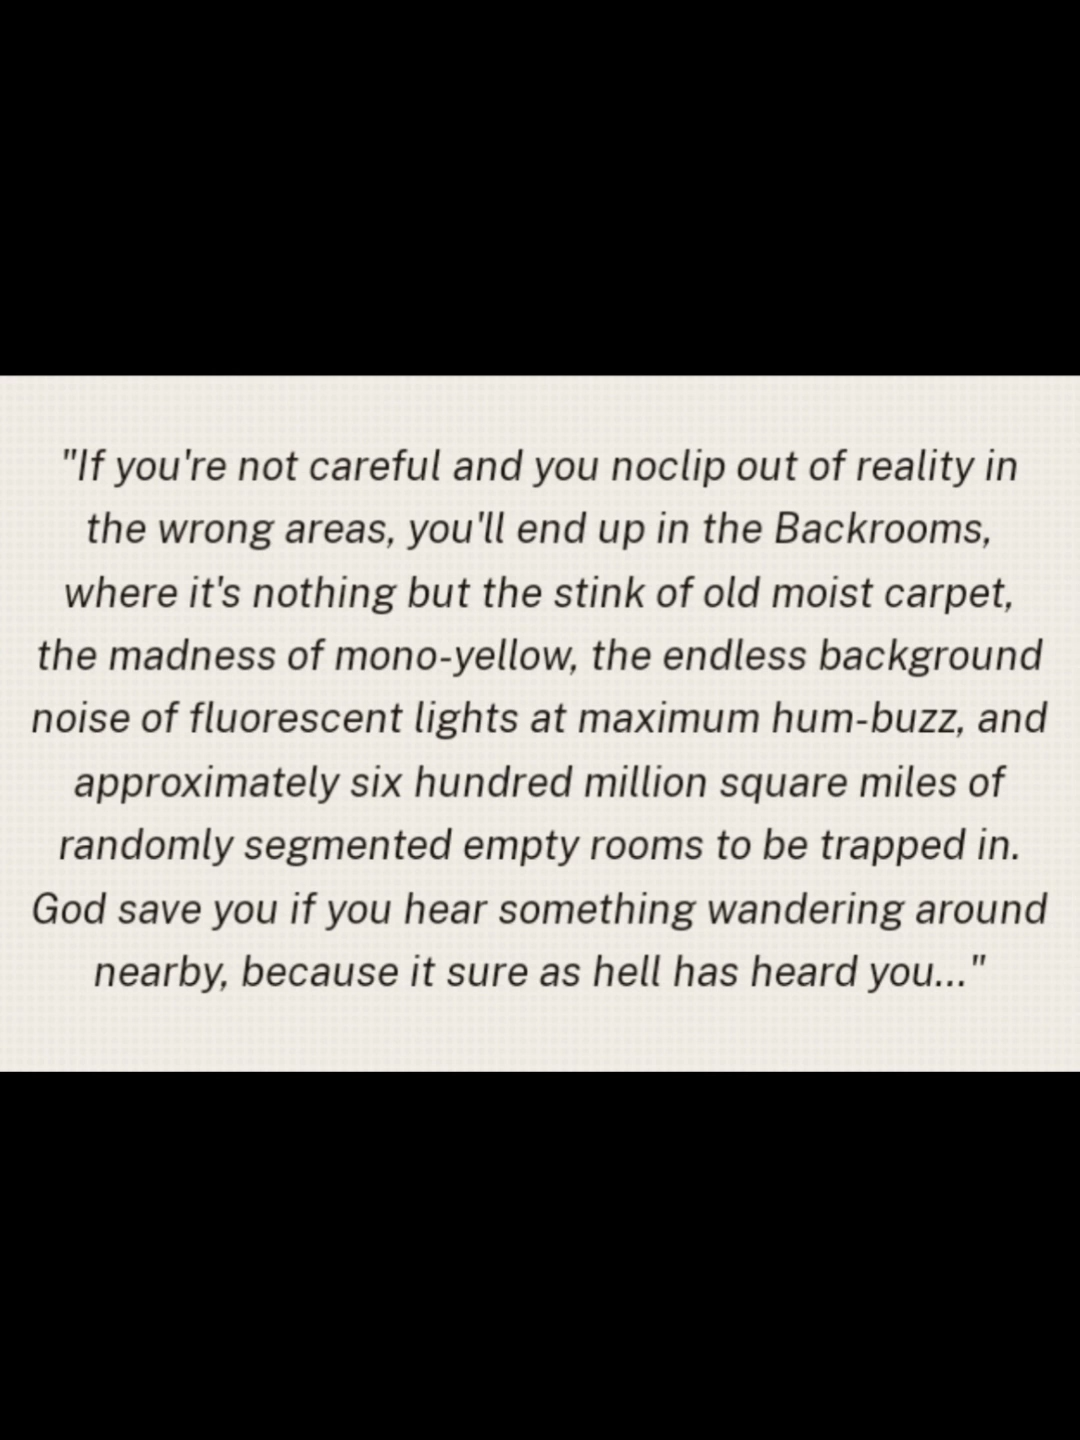 "If you're not careful and you noclip out of reality in
the wrong areas, you'll end up in the Backrooms,
where it's nothing but the stink of old moist carpet,
the madness of mono-yellow, the endless background
noise of fluorescent lights at maximum hum-buzz, and
approximately six hundred million square miles of
randomly segmented empty rooms to be trapped in.
God save you if you hear something wandering around
nearby, because it sure as hell has heard you..."